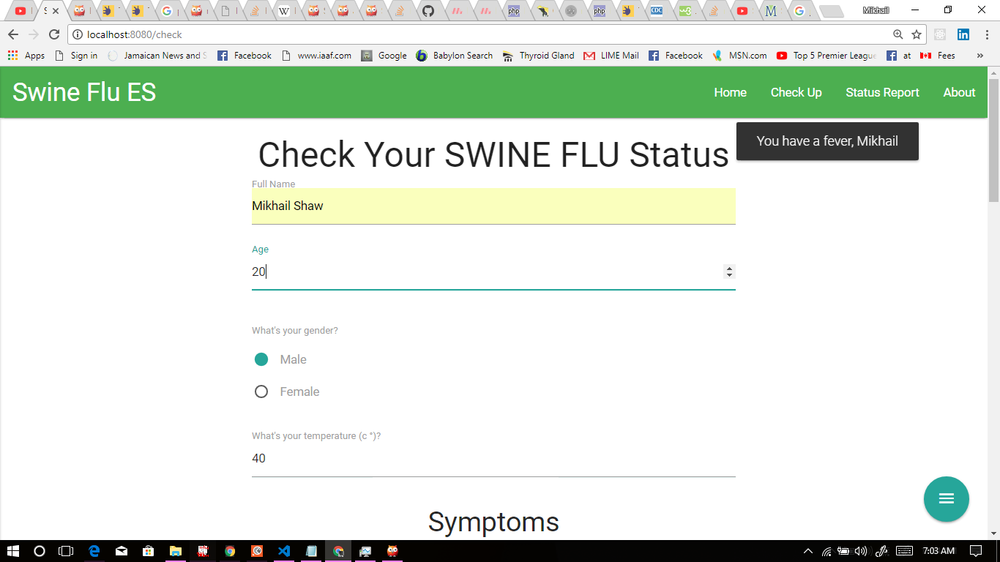 Mikhail
localhost:8080/check
Apps Sign in Jamaican News and S Facebook www.iaaf.com Google Babylon Search Thyroid Gland LIME Mail Facebook MSN.com Top 5 Premier League at Fees »
Swine Flu ES Home Check Up Status Report About
You have a fever, Mikhail
Check Your SWINE FLU Status
Full Name
Mikhail Shaw
Age
20
What's your gender?
Male
Female
What's your temperature (c °)?
40
Symptoms
7:03 AM